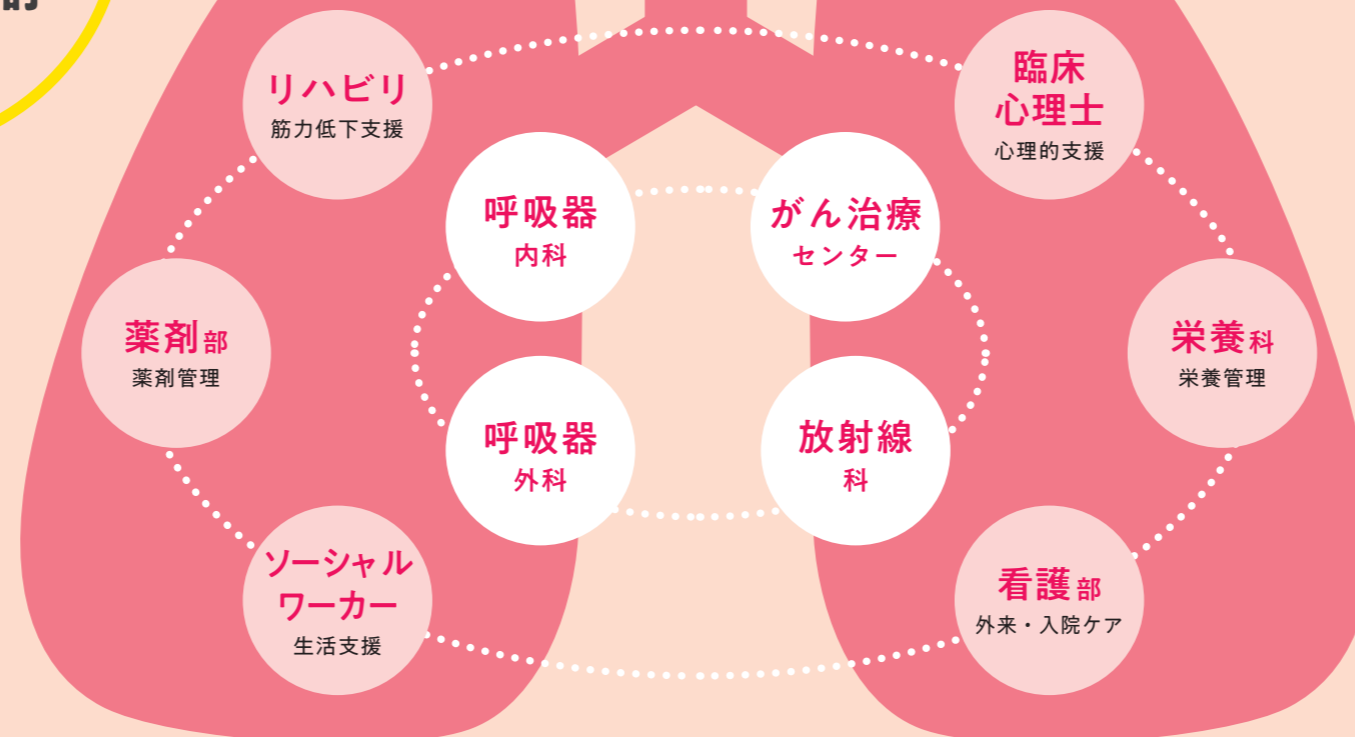 リハビリ
筋力低下支援
臨床
心理士
心理的支援
呼吸器
内科
がん治療
センター
薬剤部
薬剤管理
栄養科
栄養管理
呼吸器
外科
放射線
科
ソーシャル
ワーカー
生活支援
看護部
外来・入院ケア